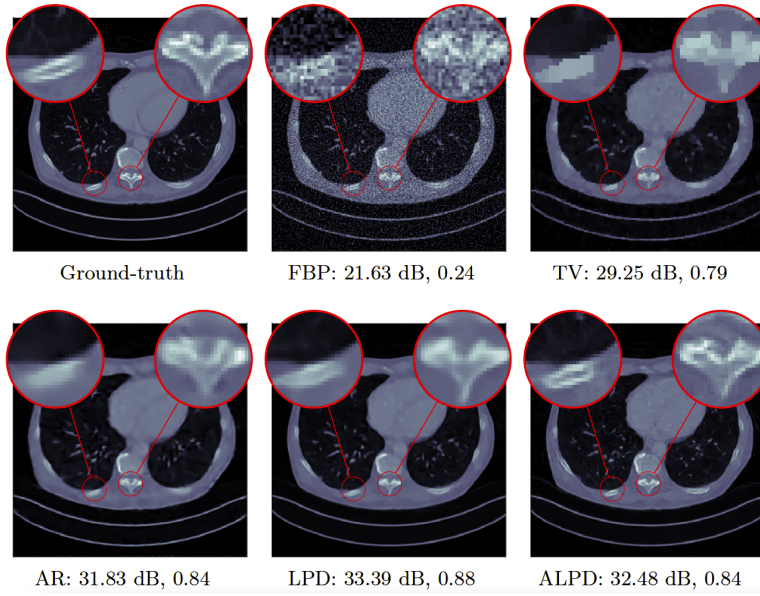 Ground-truth
FBP: 21.63 dB, 0.24
TV: 29.25 dB, 0.79
AR: 31.83 dB, 0.84
LPD: 33.39 dB, 0.88
ALPD: 32.48 dB, 0.84